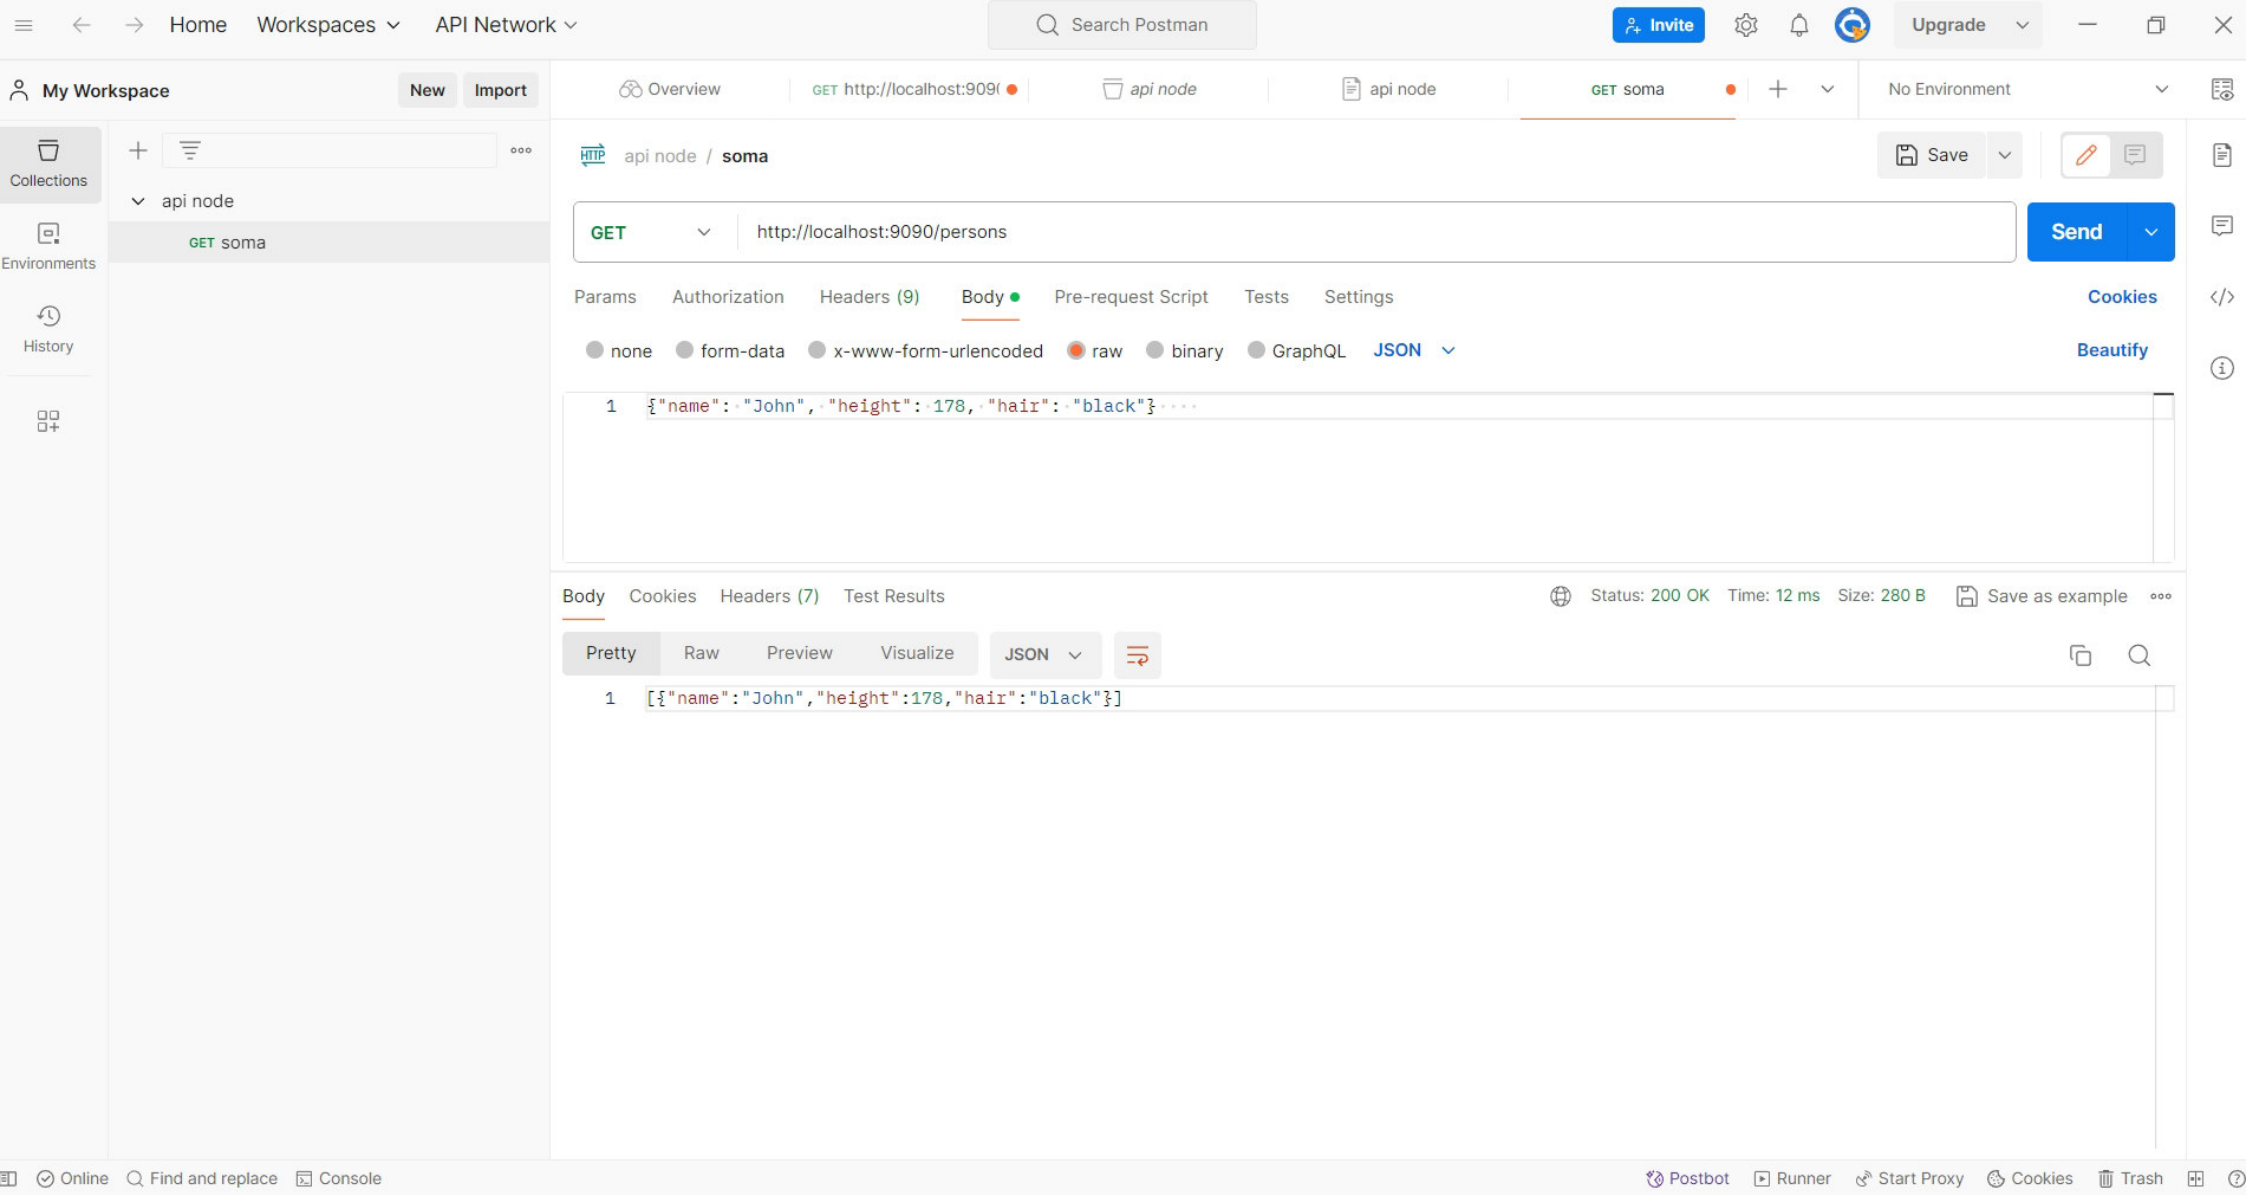 Home Workspaces API Network Search Postman Invite Upgrade
My Workspace New Import Overview GET http://localhost:909 api node api node GET soma No Environment
Collections
api node / soma Save
api node
GET soma
GET http://localhost:9090/persons Send
Environments
Params Authorization Headers (9) Body Pre-request Script Tests Settings Cookies
History
none form-data x-www-form-urlencoded raw binary GraphQL JSON Beautify
1 {"name": "John", "height": 178, "hair": "black"}
Body Cookies Headers (7) Test Results Status: 200 OK Time: 12 ms Size: 280 B Save as example
Pretty Raw Preview Visualize JSON
1 [{"name":"John","height":178,"hair":"black"}]
Online Find and replace Console Postbot Runner Start Proxy Cookies Trash